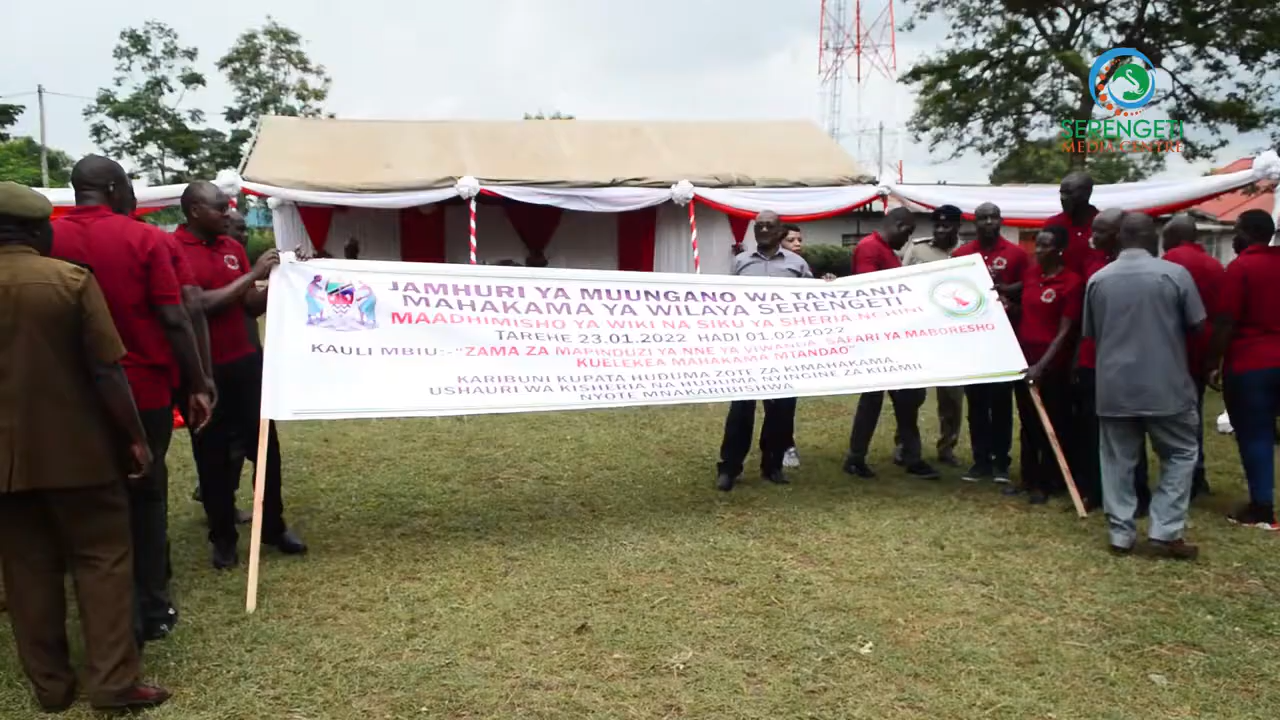 SERENGETI
MEDIA CENTRE
JAMHURI YA MUUNGANO WA TANZANIA
MAHAKAMA YA WILAYA SERENGETI
MAADHIMISHO YA WIKI NA SIKU YA SHERIA NCHINI
TAREHE 23.01.2022 HADI 01.02.2022
KAULI MBIU:-"ZAMA ZA MAPINDUZI YA NNE YA VIWANDA, SAFARI YA MABORESHO
KUELEKEA MAHAKAMA MTANDAO"
KARIBUNI KUPATA HUDUMA ZOTE ZA KIMAHAKAMA,
USHAURI WA KISHERIA NA HUDUMA NYINGINE ZA KIJAMII.
NYOTE MNAKARIBISHWA